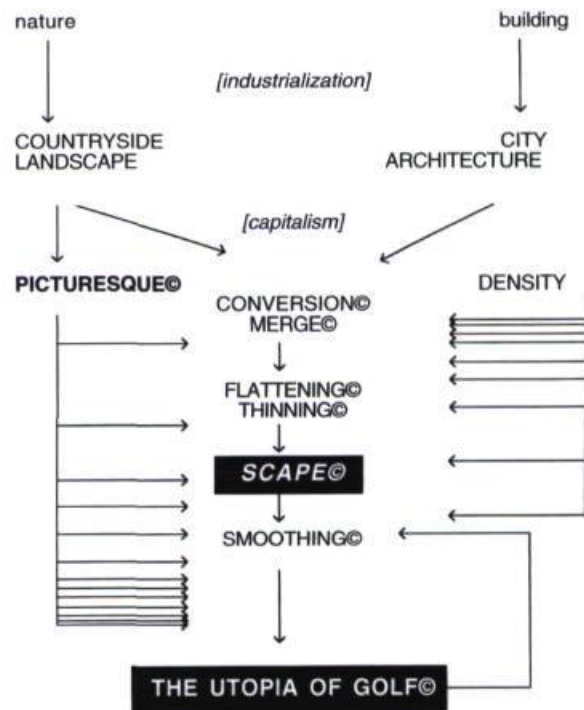 nature
building
[industrialization]
COUNTRYSIDE
LANDSCAPE
CITY
ARCHITECTURE
[capitalism]
PICTURESQUE©
DENSITY
CONVERSION©
MERGE©
FLATTENING©
THINNING©
SCAPE©
SMOOTHING©
THE UTOPIA OF GOLF©